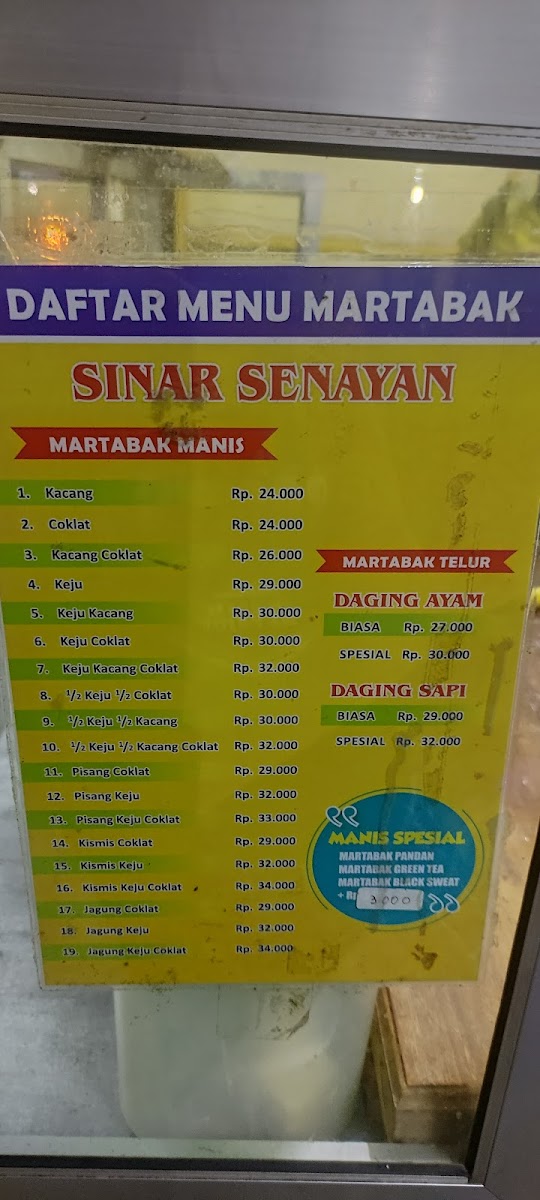 DAFTAR MENU MARTABAK
SINAR SENAYAN
MARTABAK MANIS
1. Kacang Rp. 24.000
2. Coklat Rp. 24.000
3. Kacang Coklat Rp. 26.000
4. Keju Rp. 29.000
5. Keju Kacang Rp. 30.000
6. Keju Coklat Rp. 30.000
7. Keju Kacang Coklat Rp. 32.000
8. 1/2 Keju 1/2 Coklat Rp. 30.000
9. 1/2 Keju 1/2 Kacang Rp. 30.000
10. 1/2 Keju 1/2 Kacang Coklat Rp. 32.000
11. Pisang Coklat Rp. 29.000
12. Pisang Keju Rp. 32.000
13. Pisang Keju Coklat Rp. 33.000
14. Kismis Coklat Rp. 29.000
15. Kismis Keju Rp. 32.000
16. Kismis Keju Coklat Rp. 34.000
17. Jagung Coklat Rp. 29.000
18. Jagung Keju Rp. 32.000
19. Jagung Keju Coklat Rp. 34.000
MARTABAK TELUR
DAGING AYAM
BIASA Rp. 27.000
SPESIAL Rp. 30.000
DAGING SAPI
BIASA Rp. 29.000
SPESIAL Rp. 32.000
MANIS SPESIAL
MARTABAK PANDAN
MARTABAK GREEN TEA
MARTABAK BLACK SWEAT
+ Rp 3.000